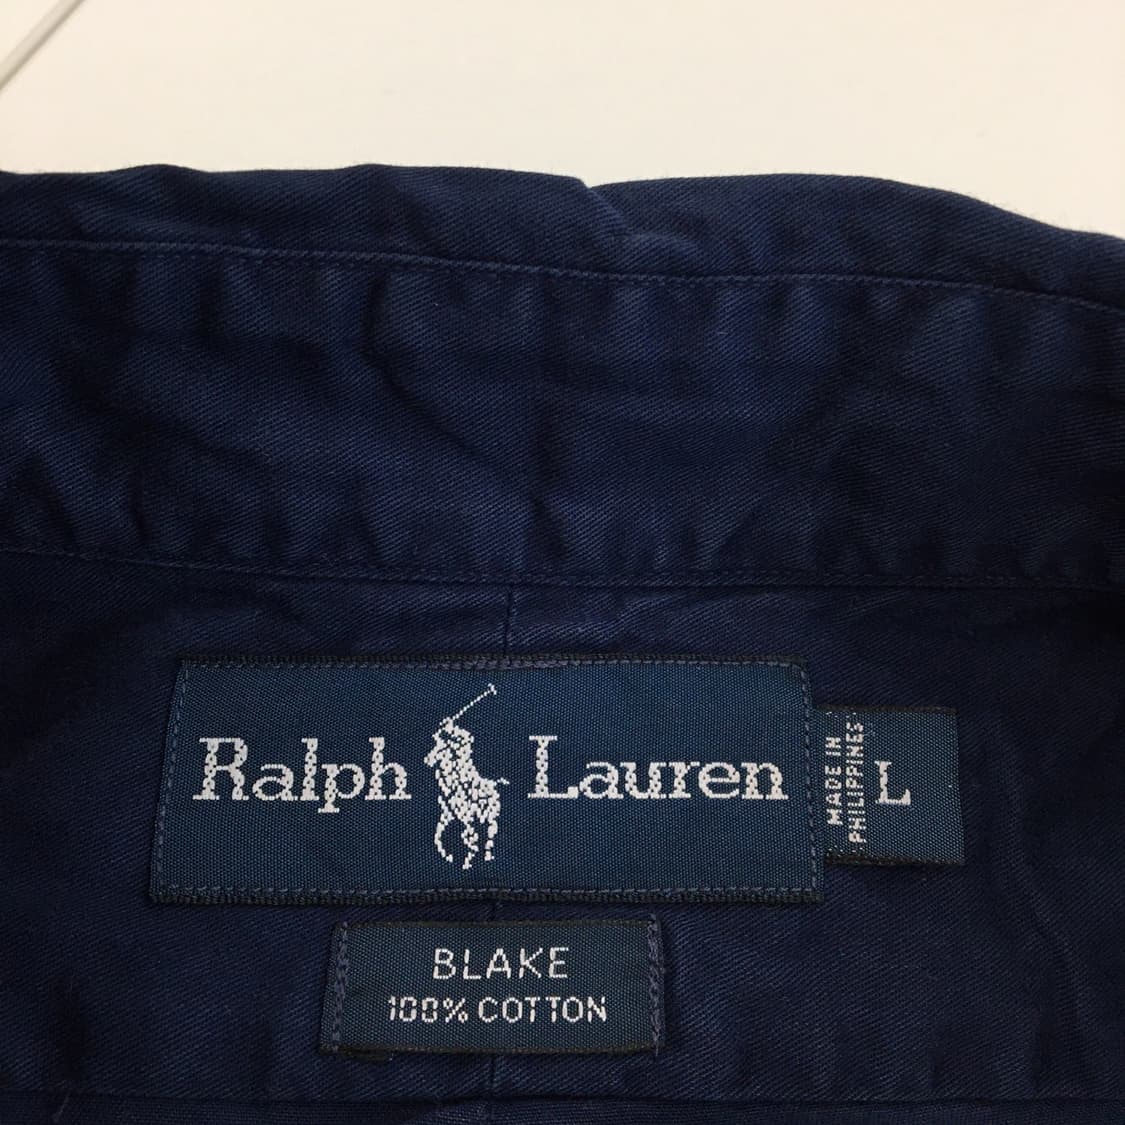 Ralph Lauren
MADE IN
PHILIPPINES
L
BLAKE
100% COTTON